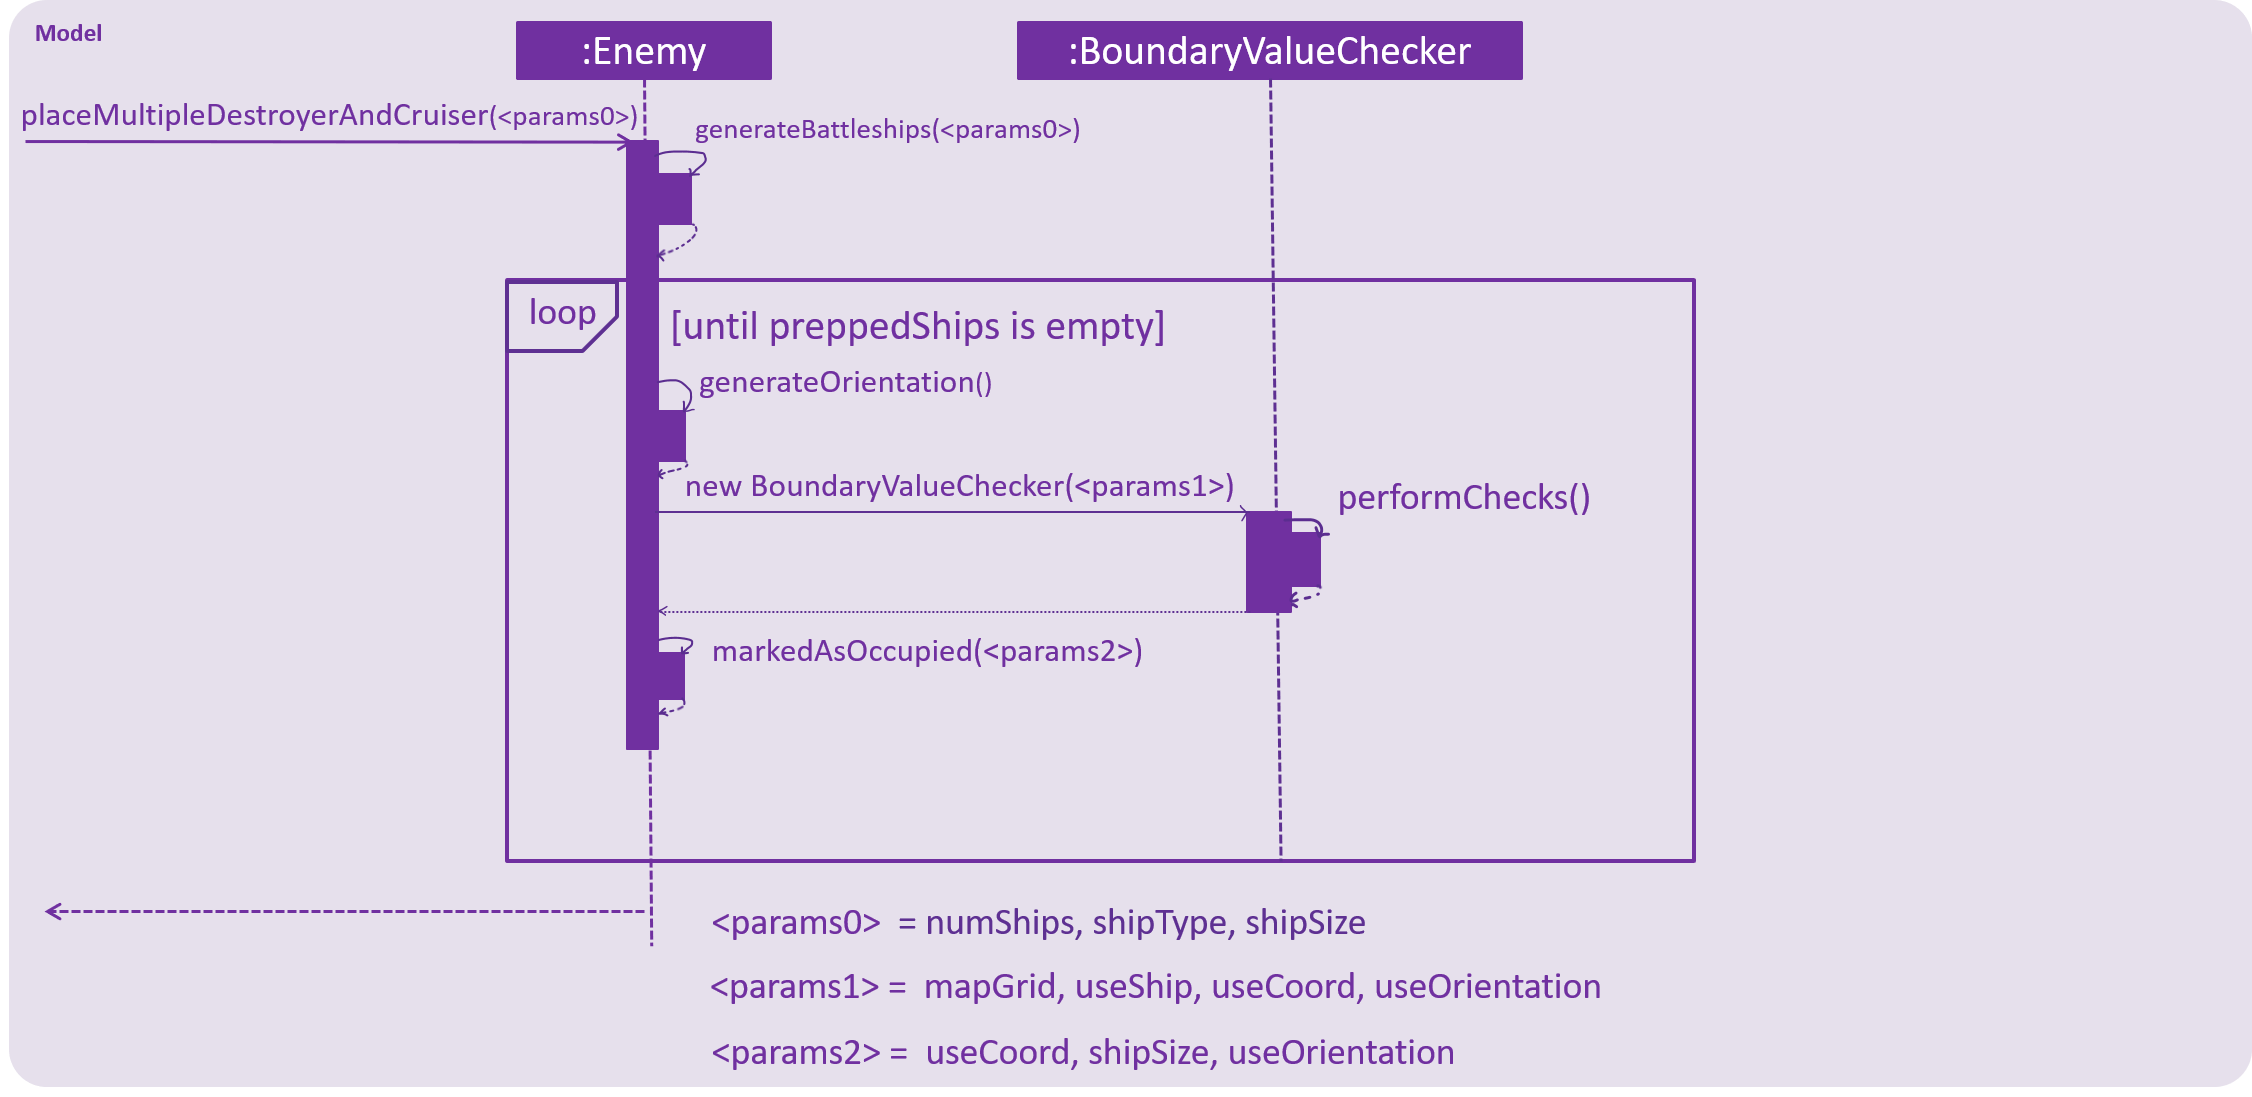 Model
:Enemy
:BoundaryValueChecker
placeMultipleDestroyerAndCruiser(<params0>)
generateBattleships(<params0>)
loop
[until preppedShips is empty]
generateOrientation()
new BoundaryValueChecker(<params1>)
performChecks()
markedAsOccupied(<params2>)
<params0> = numShips, shipType, shipSize
<params1> = mapGrid, useShip, useCoord, useOrientation
<params2> = useCoord, shipSize, useOrientation